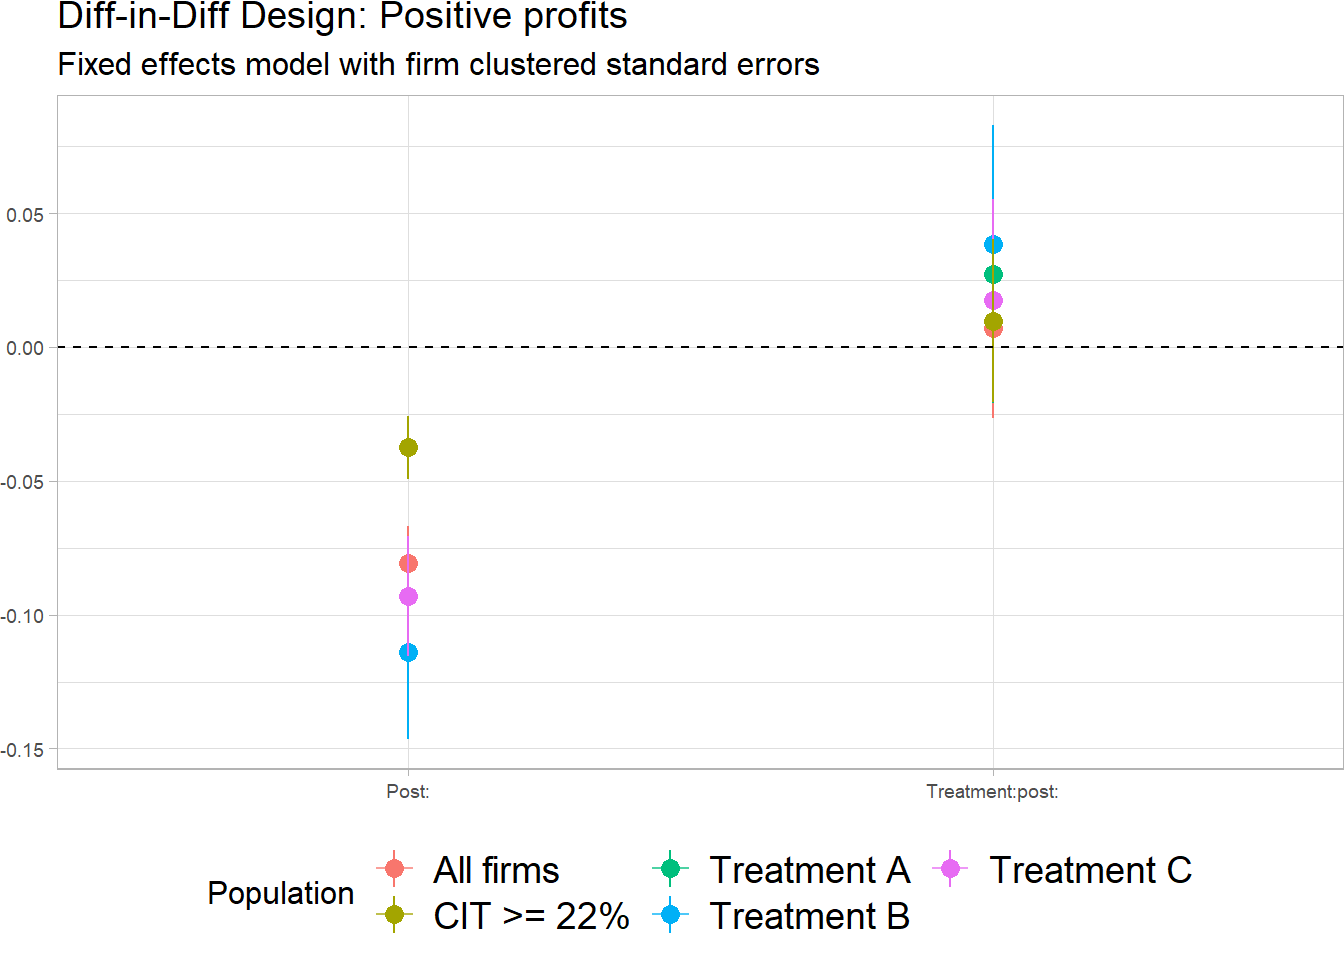 Diff-in-Diff Design: Positive profits
Fixed effects model with firm clustered standard errors
0.05
0.00
-0.05
-0.10
-0.15
Post:
Treatment:post:
Population
All firms
Treatment A
Treatment C
CIT >= 22%
Treatment B